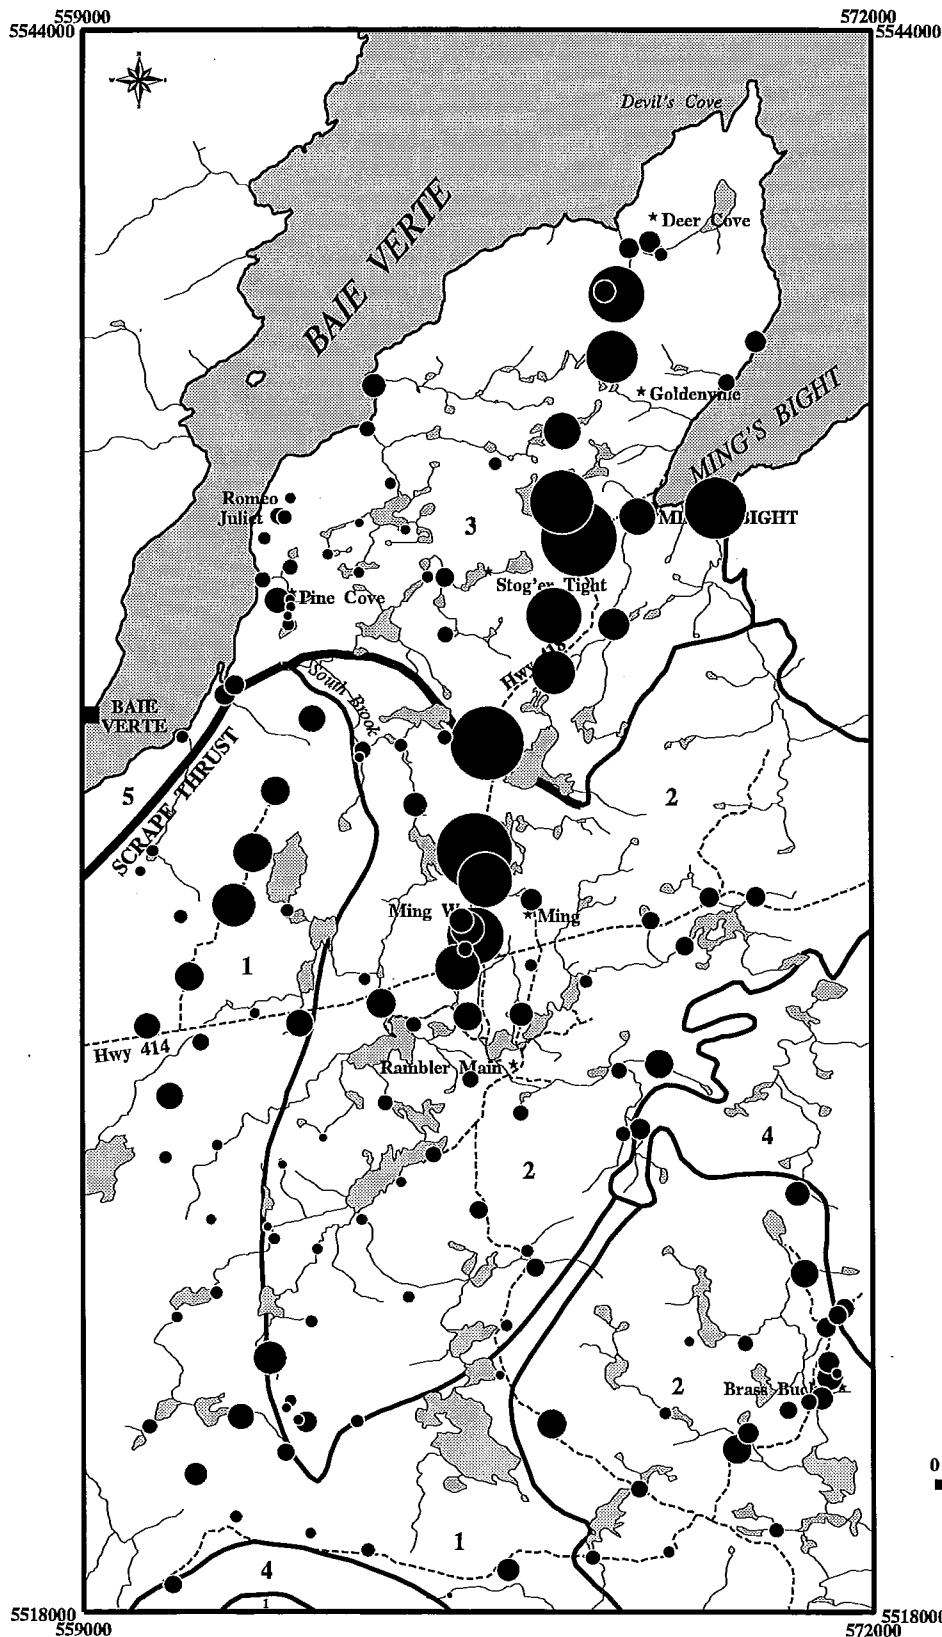 559000
572000
5544000
5544000
Devil's Cove
Deer Cove
BAIE VERTE
Goldenville
MING'S BIGHT
Romeo
Juliet
3
BIGHT
Stog'er Tight
Pine Cove
Hwy
South Brook
BAIE
VERTE
5
SCRAPE THRUST
2
Ming
Ming
1
Hwy 414
Rambler Main
4
2
2
Brass
0
1
4
1
5518000
5518000
559000
572000